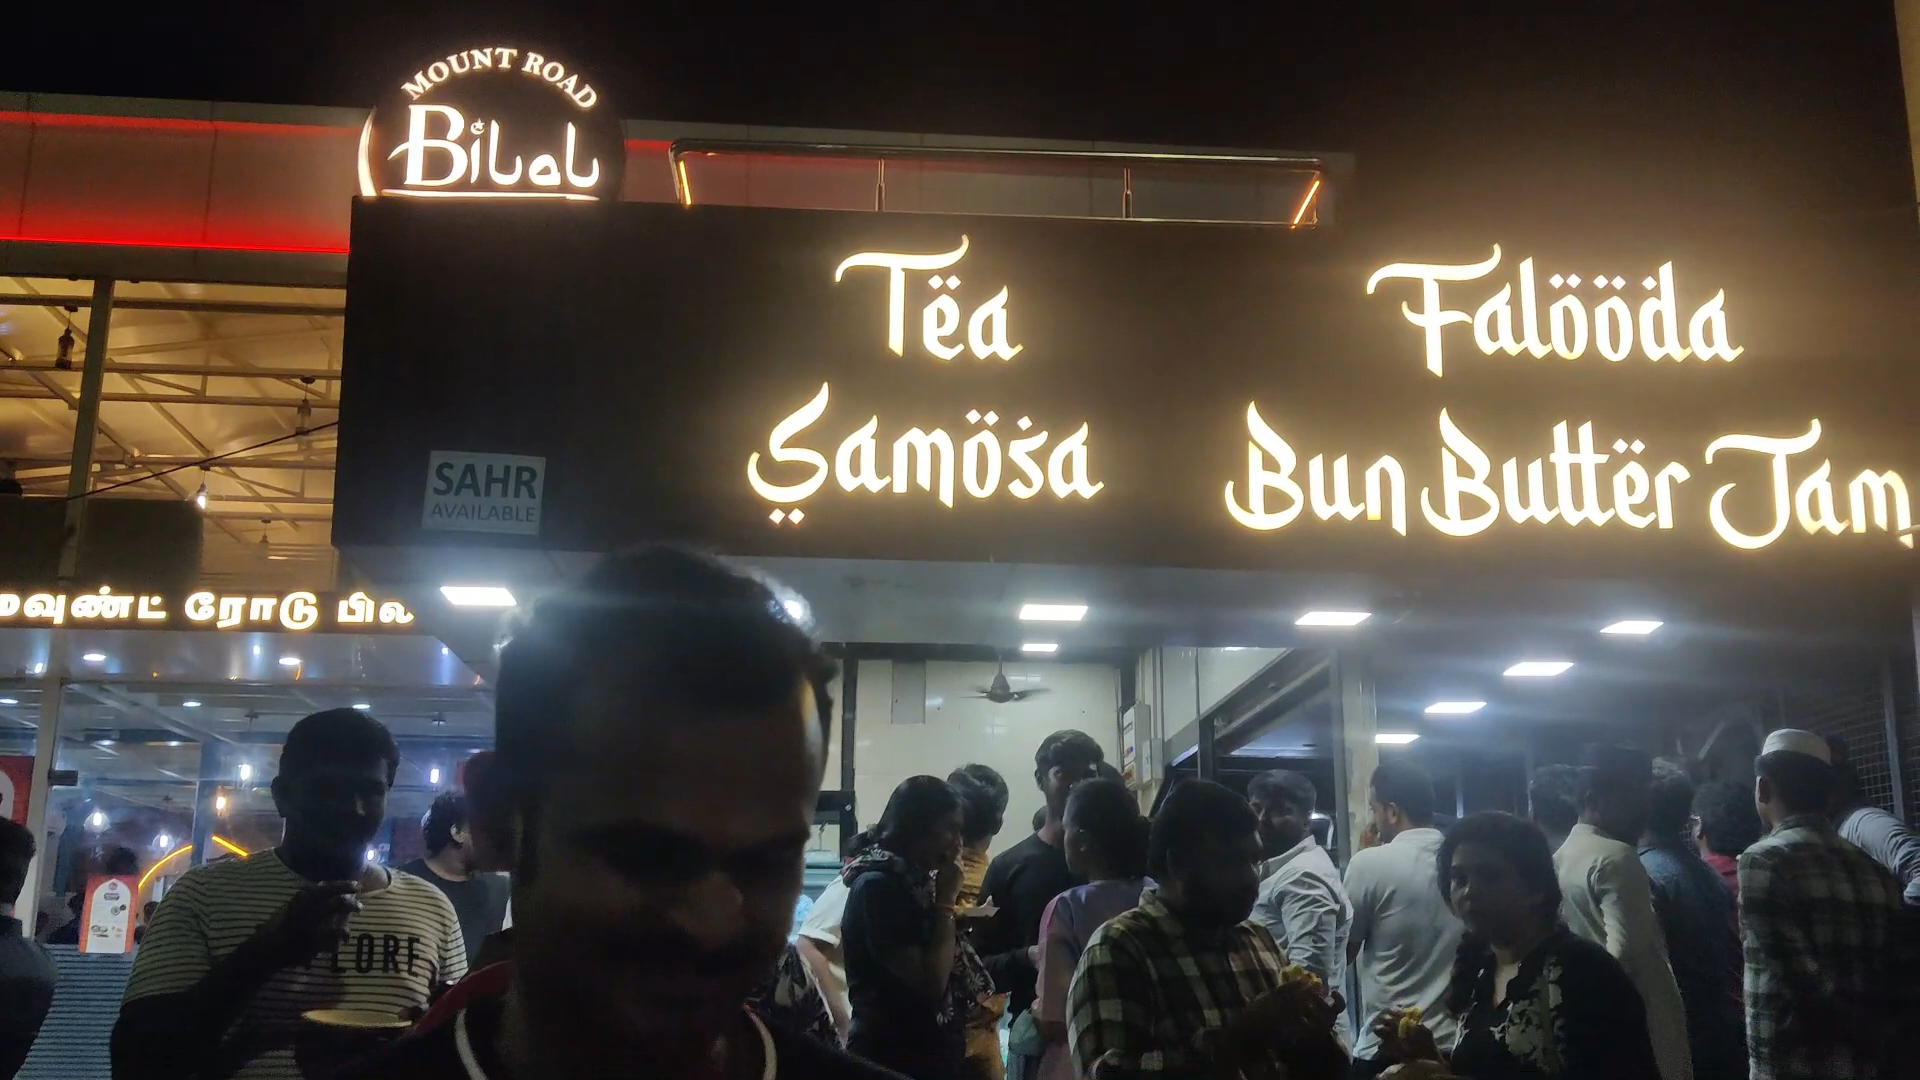 MOUNT ROAD
Bilal
Tëa
Samösa
Falööda
Bun Buttër Jam
SAHR
AVAILABLE
மவுண்ட் ரோடு பில
CORE